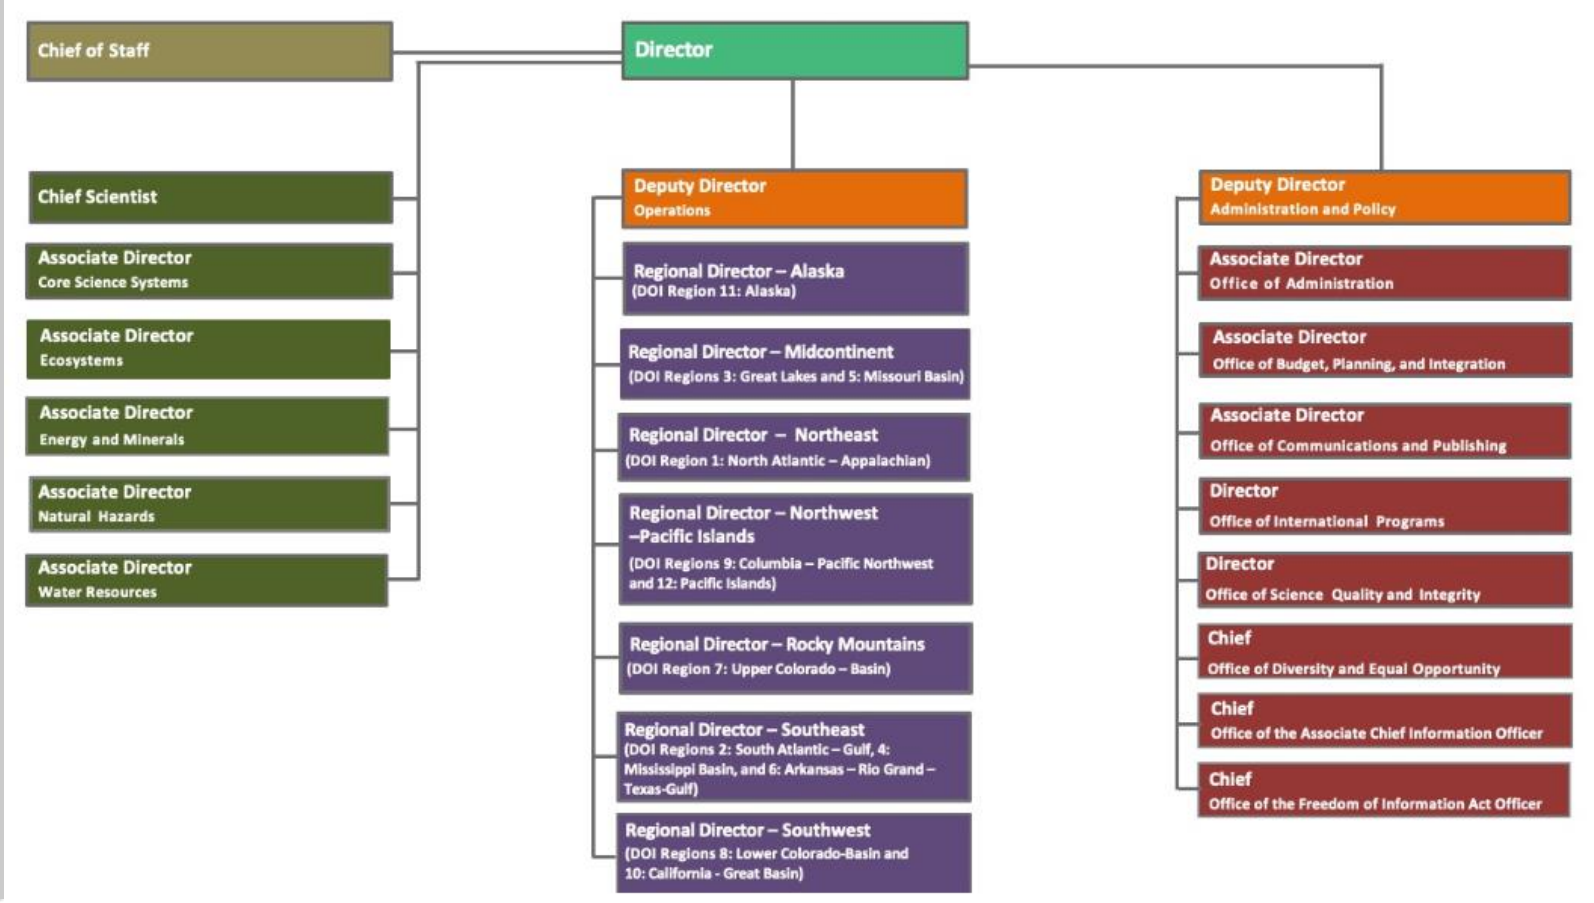 Chief of Staff
Director
Chief Scientist
Associate Director
Core Science Systems
Associate Director
Ecosystems
Associate Director
Energy and Minerals
Associate Director
Natural Hazards
Associate Director
Water Resources
Deputy Director
Operations
Regional Director – Alaska
(DOI Region 11: Alaska)
Regional Director – Midcontinent
(DOI Regions 3: Great Lakes and 5: Missouri Basin)
Regional Director – Northeast
(DOI Region 1: North Atlantic – Appalachian)
Regional Director – Northwest
–Pacific Islands
(DOI Regions 9: Columbia – Pacific Northwest
and 12: Pacific Islands)
Regional Director – Rocky Mountains
(DOI Region 7: Upper Colorado – Basin)
Regional Director – Southeast
(DOI Regions 2: South Atlantic – Gulf, 4:
Mississippi Basin, and 6: Arkansas – Rio Grand –
Texas-Gulf)
Regional Director – Southwest
(DOI Regions 8: Lower Colorado-Basin and
10: California - Great Basin)
Deputy Director
Administration and Policy
Associate Director
Office of Administration
Associate Director
Office of Budget, Planning, and Integration
Associate Director
Office of Communications and Publishing
Director
Office of International Programs
Director
Office of Science Quality and Integrity
Chief
Office of Diversity and Equal Opportunity
Chief
Office of the Associate Chief Information Officer
Chief
Office of the Freedom of Information Act Officer